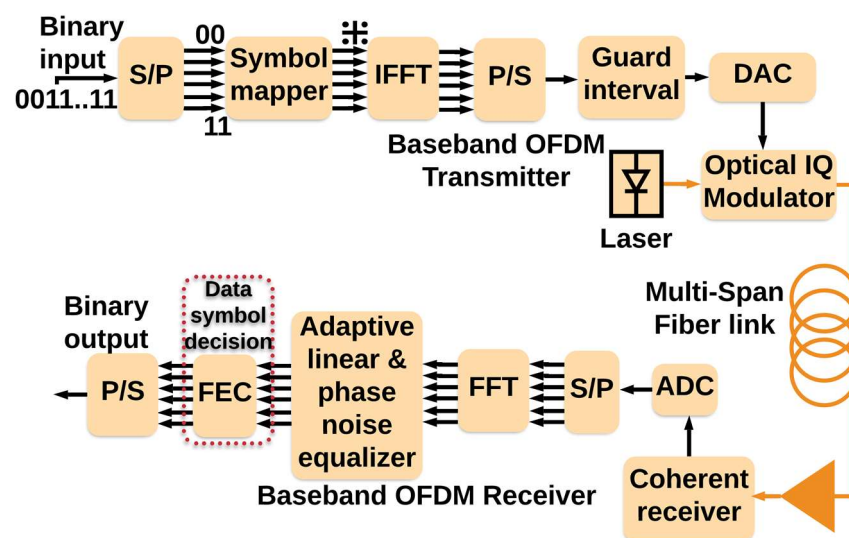 Binary
input
0011..11
S/P
00
11
Symbol
mapper
IFFT
P/S
Guard
interval
DAC
Baseband OFDM
Transmitter
Optical IQ
Modulator
Laser
Multi-Span
Fiber link
Binary
output
P/S
Data
symbol
decision
FEC
Adaptive
linear &
phase
noise
equalizer
FFT
S/P
ADC
Coherent
receiver
Baseband OFDM Receiver